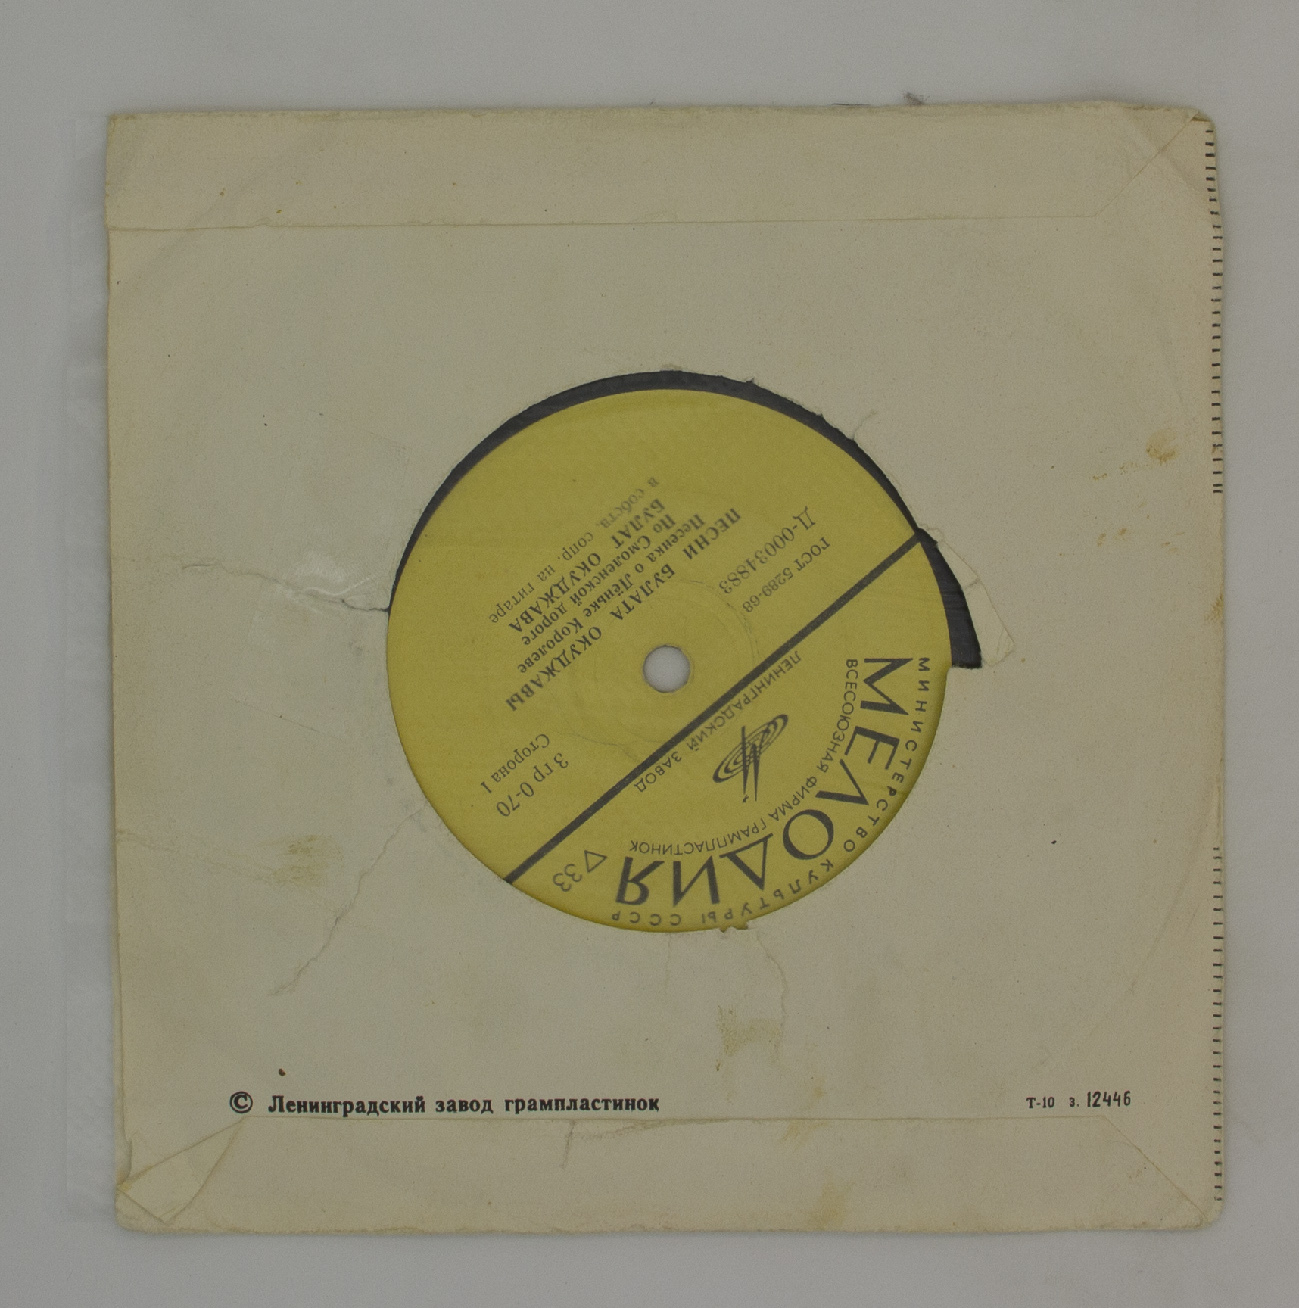 МИНИСТЕРСТВО КУЛЬТУРЫ СССР
МЕЛОДИЯ
ВСЕСОЮЗНАЯ ФИРМА ГРАМПЛАСТИНОК
ЛЕНИНГРАДСКИЙ ЗАВОД
▽33
ГОСТ 5289-68
Д-00034883
3 гр 0-70
Сторона 1
ПЕСНИ БУЛАТА ОКУДЖАВЫ
Песенка о Лёньке Королеве
По Смоленской дороге
БУЛАТ ОКУДЖАВА
в собств. сопр. на гитаре
© Ленинградский завод грампластинок
Т-10 з. 12446